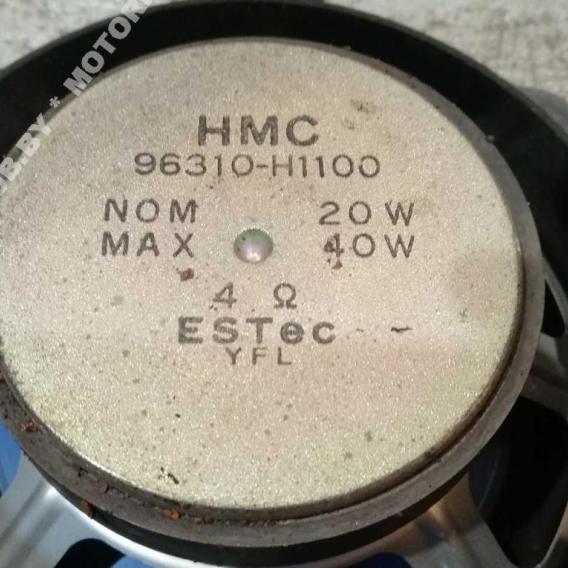 HMC
96310-H1100
NOM 20W
MAX 40W
4 Ω
ESTec
YFL